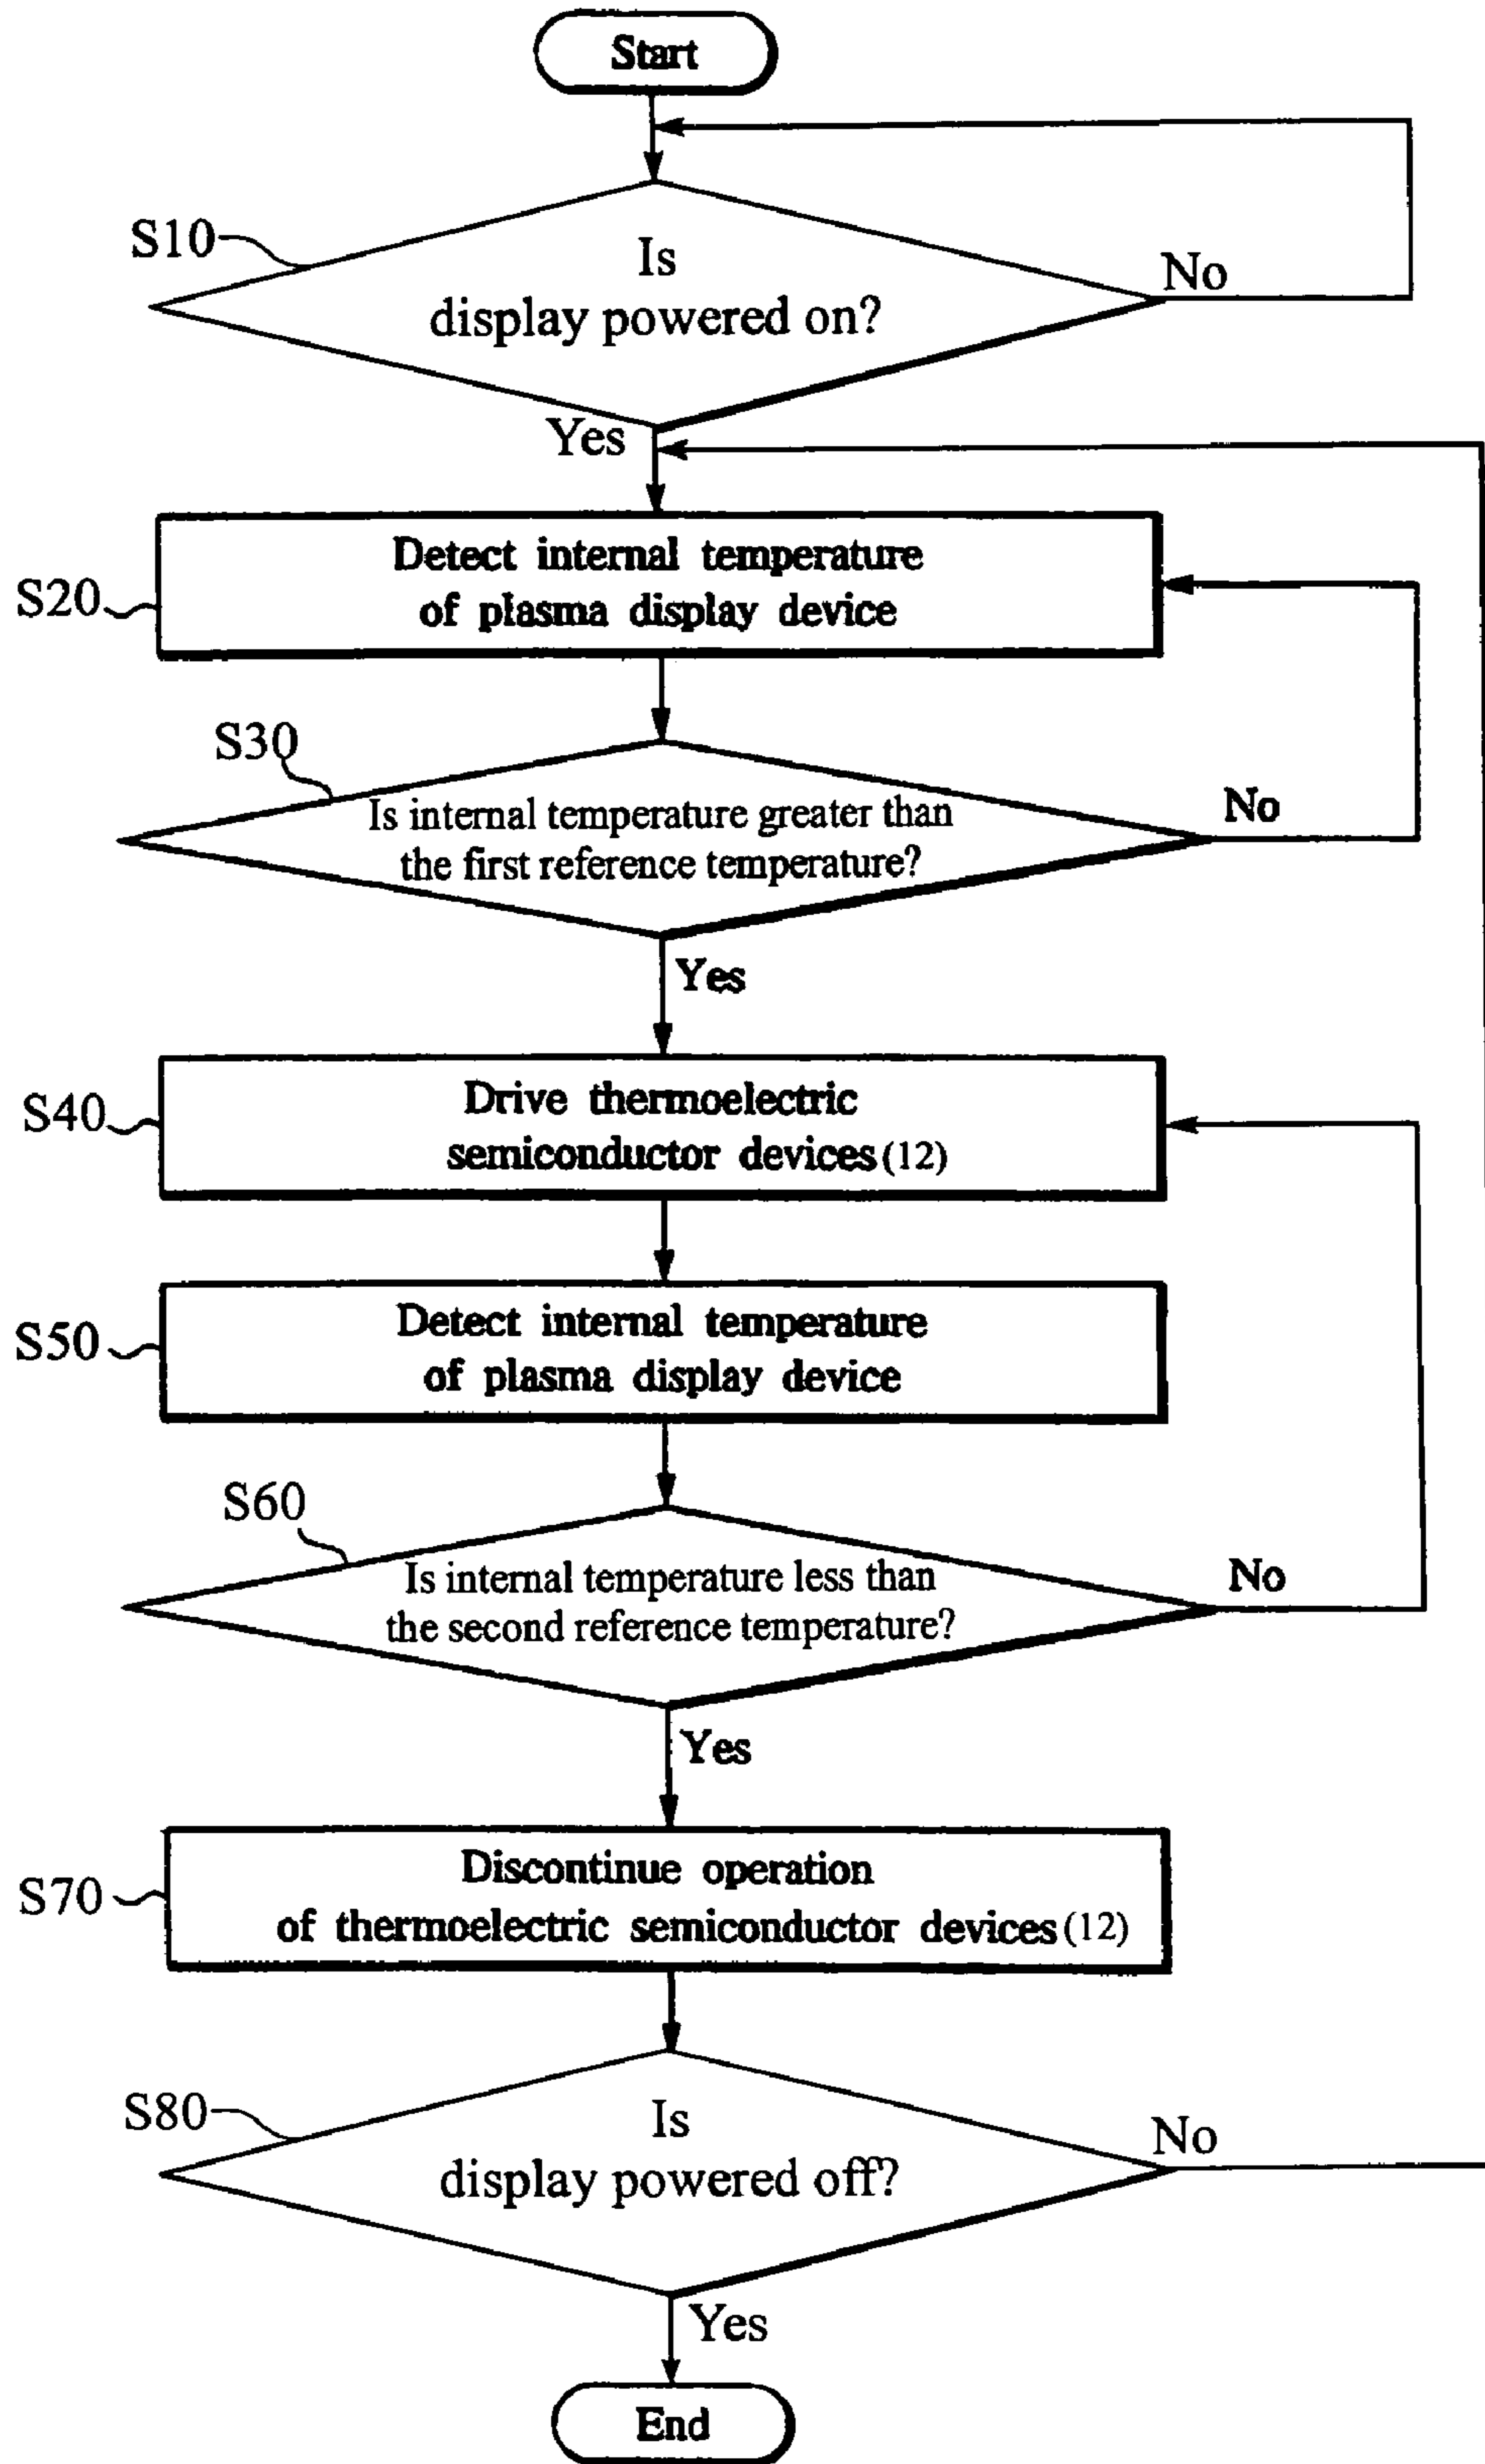 Start
S10
Is
display powered on?
No
Yes
S20
Detect internal temperature
of plasma display device
S30
Is internal temperature greater than
the first reference temperature?
No
Yes
S40
Drive thermoelectric
semiconductor devices (12)
S50
Detect internal temperature
of plasma display device
S60
Is internal temperature less than
the second reference temperature?
No
Yes
S70
Discontinue operation
of thermoelectric semiconductor devices (12)
S80
Is
display powered off?
No
Yes
End